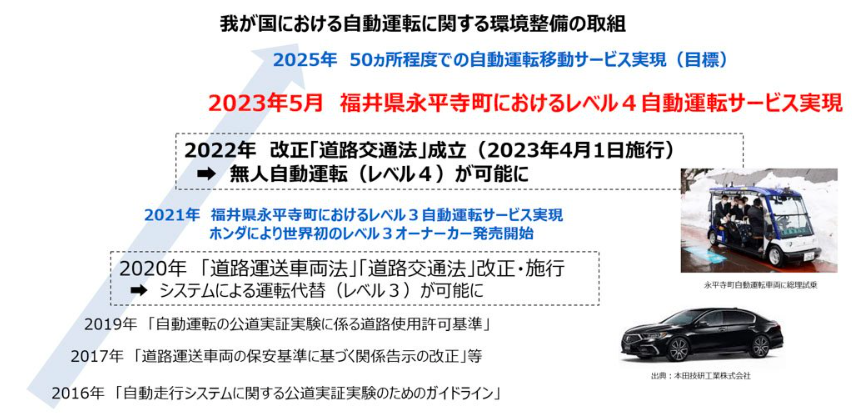 我が国における自動運転に関する環境整備の取組
2025年 50ヵ所程度での自動運転移動サービス実現（目標）
2023年5月 福井県永平寺町におけるレベル４自動運転サービス実現
2022年 改正「道路交通法」成立（2023年4月1日施行）
➡ 無人自動運転（レベル４）が可能に
2021年 福井県永平寺町におけるレベル３自動運転サービス実現
ホンダにより世界初のレベル３オーナーカー発売開始
2020年 「道路運送車両法」「道路交通法」改正・施行
➡ システムによる運転代替（レベル３）が可能に
2019年 「自動運転の公道実証実験に係る道路使用許可基準」
2017年 「道路運送車両の保安基準に基づく関係告示の改正」等
2016年 「自動走行システムに関する公道実証実験のためのガイドライン」
永平寺町自動運転車両に総理試乗
出典；本田技研工業株式会社